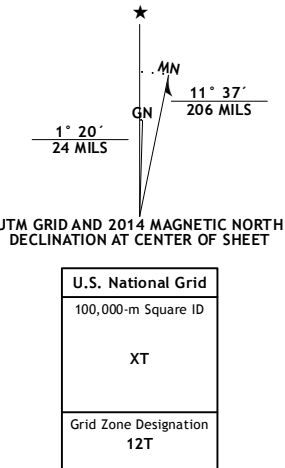 ★
MN
GN
11° 37´
206 MILS
1° 20´
24 MILS
UTM GRID AND 2014 MAGNETIC NORTH
DECLINATION AT CENTER OF SHEET
U.S. National Grid
100,000-m Square ID
XT
Grid Zone Designation
12T